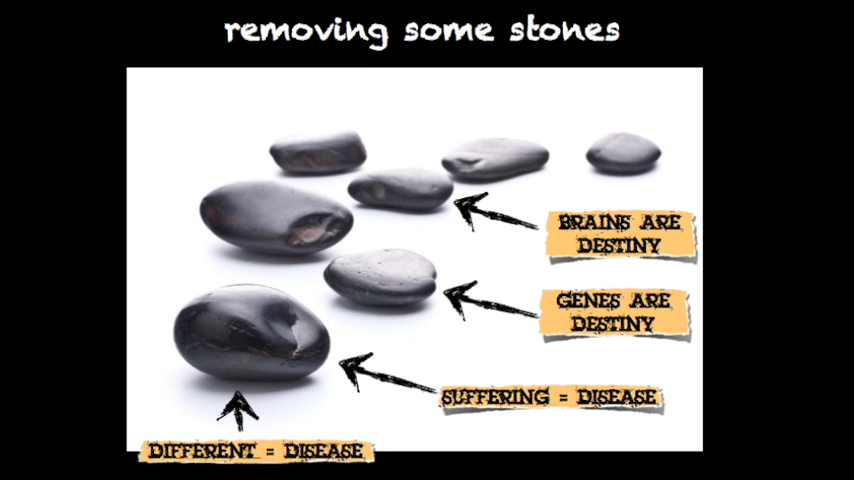 removing some stones
BRAINS ARE
DESTINY
GENES ARE
DESTINY
SUFFERING = DISEASE
DIFFERENT = DISEASE